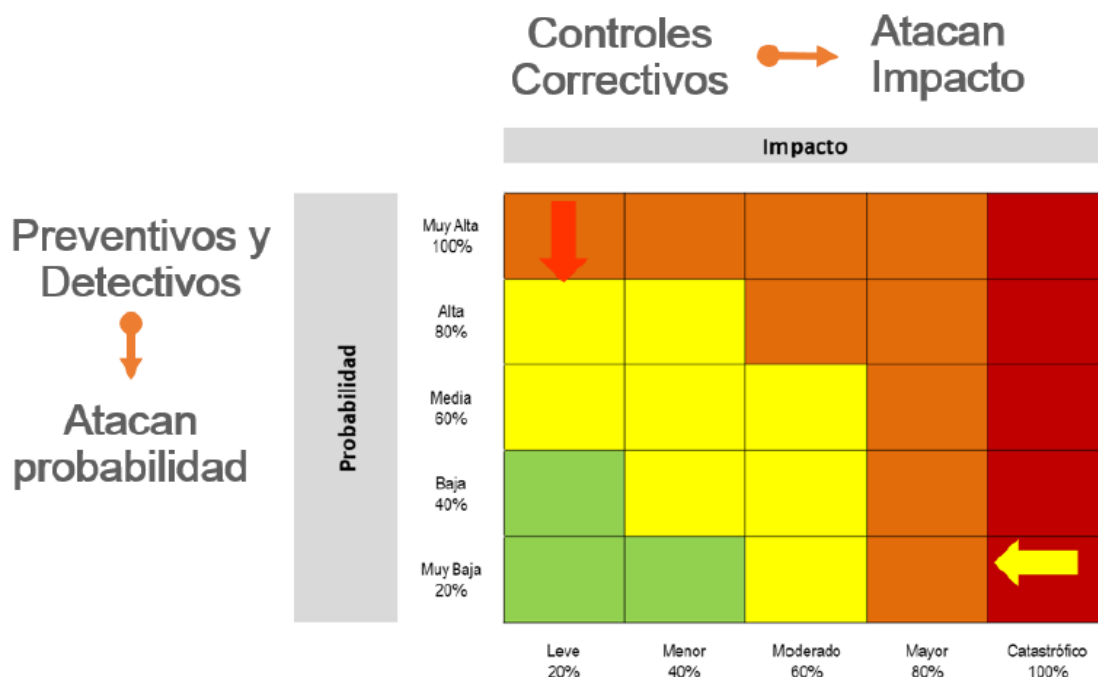 Controles
Correctivos
Atacan
Impacto
Impacto
Preventivos y
Detectivos
Atacan
probabilidad
Probabilidad
Muy Alta
100%
Alta
80%
Media
60%
Baja
40%
Muy Baja
20%
Leve
20%
Menor
40%
Moderado
60%
Mayor
80%
Catastrófico
100%